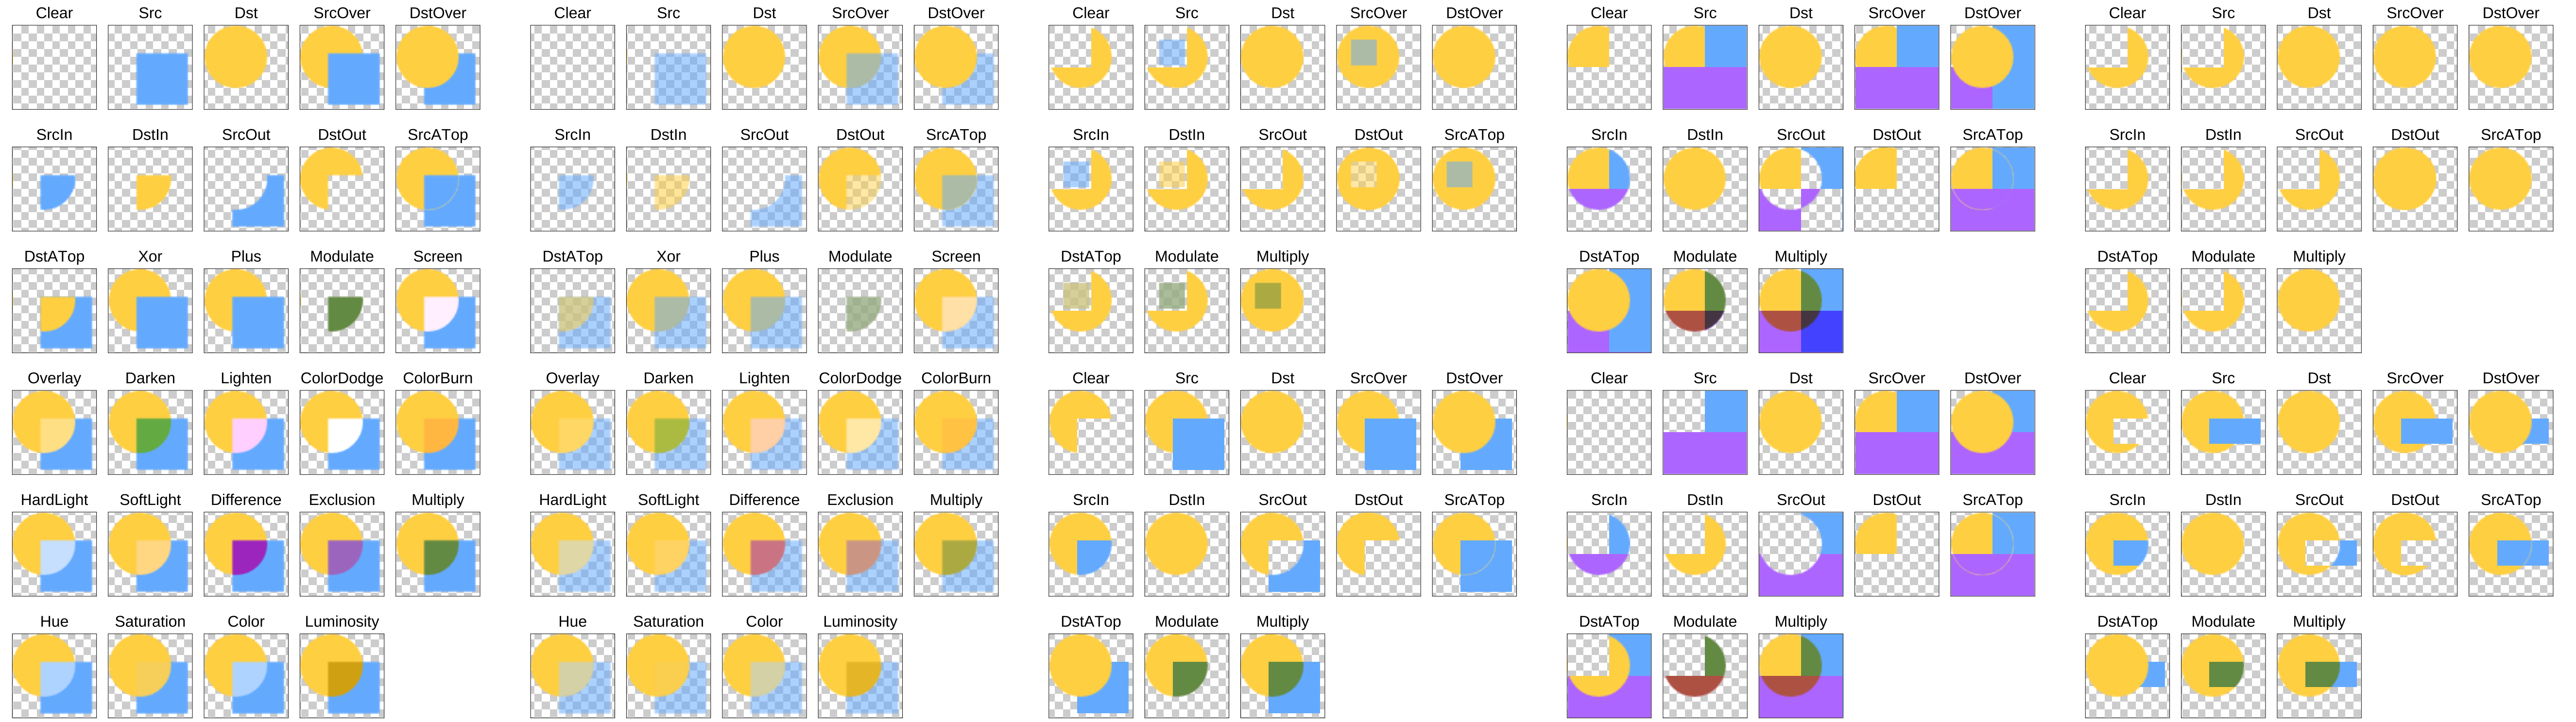 Clear Src Dst SrcOver DstOver Clear Src Dst SrcOver DstOver Clear Src Dst SrcOver DstOver Clear Src Dst SrcOver DstOver Clear Src Dst SrcOver DstOver
SrcIn DstIn SrcOut DstOut SrcATop SrcIn DstIn SrcOut DstOut SrcATop SrcIn DstIn SrcOut DstOut SrcATop SrcIn DstIn SrcOut DstOut SrcATop SrcIn DstIn SrcOut DstOut SrcATop
DstATop Xor Plus Modulate Screen DstATop Xor Plus Modulate Screen DstATop Modulate Multiply DstATop Modulate Multiply DstATop Modulate Multiply
Overlay Darken Lighten ColorDodge ColorBurn Overlay Darken Lighten ColorDodge ColorBurn Clear Src Dst SrcOver DstOver Clear Src Dst SrcOver DstOver Clear Src Dst SrcOver DstOver
HardLight SoftLight Difference Exclusion Multiply HardLight SoftLight Difference Exclusion Multiply SrcIn DstIn SrcOut DstOut SrcATop SrcIn DstIn SrcOut DstOut SrcATop SrcIn DstIn SrcOut DstOut SrcATop
Hue Saturation Color Luminosity Hue Saturation Color Luminosity DstATop Modulate Multiply DstATop Modulate Multiply DstATop Modulate Multiply